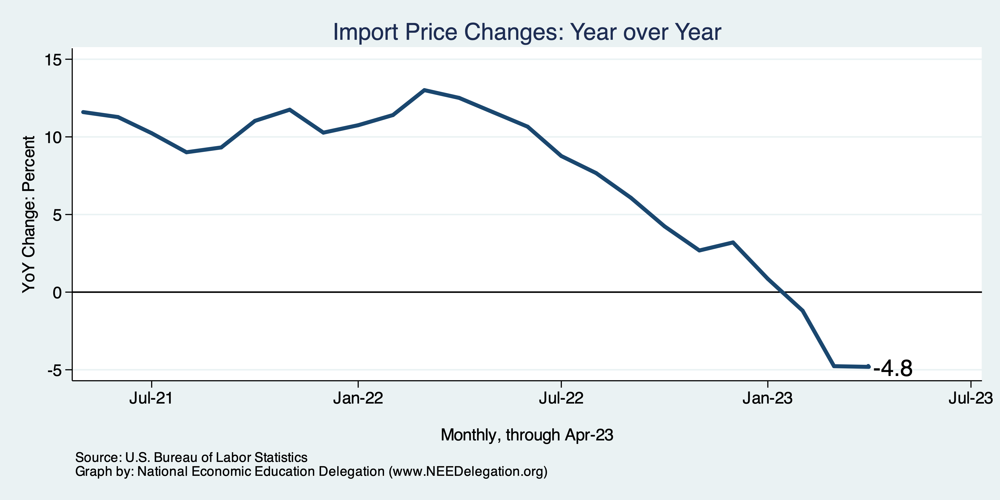 Import Price Changes: Year over Year
YoY Change: Percent
15
10
5
0
-5
-4.8
Jul-21
Jan-22
Jul-22
Jan-23
Jul-23
Monthly, through Apr-23
Source: U.S. Bureau of Labor Statistics
Graph by: National Economic Education Delegation (www.NEEDelegation.org)